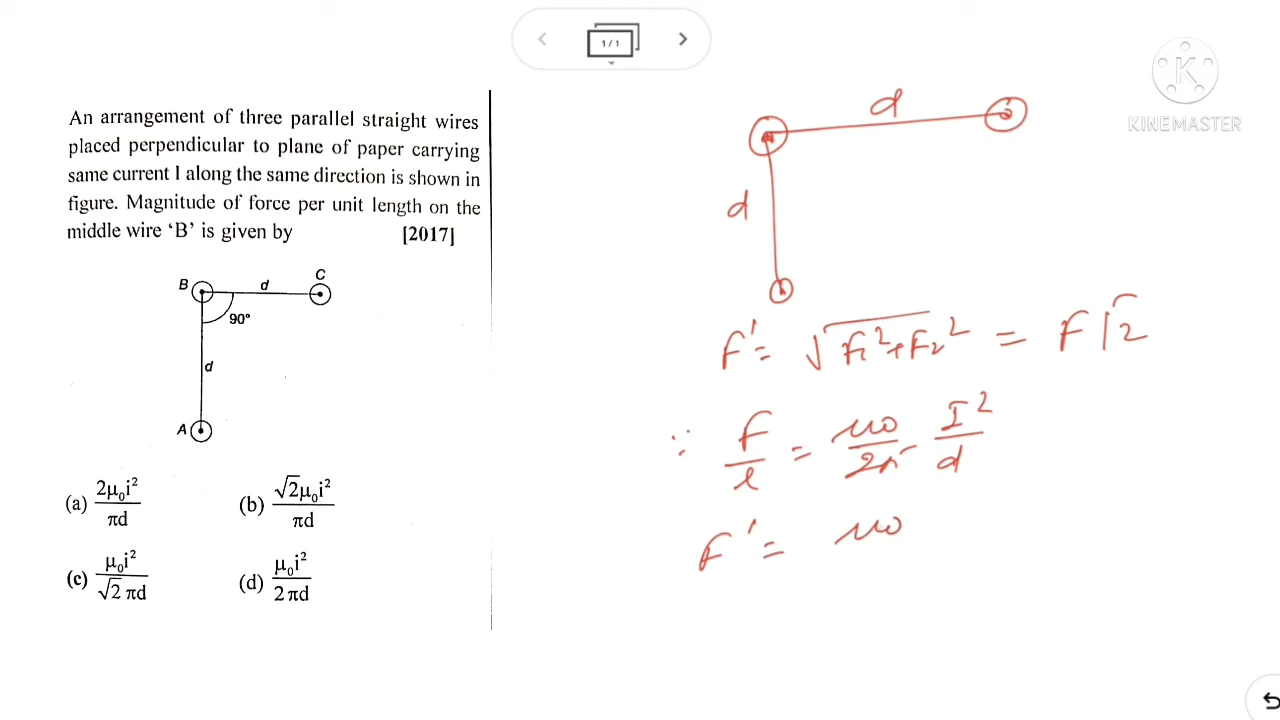 1 / 1
KINEMASTER
An arrangement of three parallel straight wires
placed perpendicular to plane of paper carrying
same current I along the same direction is shown in
figure. Magnitude of force per unit length on the
middle wire ‘B’ is given by [2017]
B d C
90°
d
A
(a) 2μ₀i²/πd (b) √2μ₀i²/πd
(c) μ₀i²/√2 πd (d) μ₀i²/2 πd
d
d
F' = √F₁²+F₂² = F√2
∵ F/l = μ₀/2π I²/d
F' = μ₀